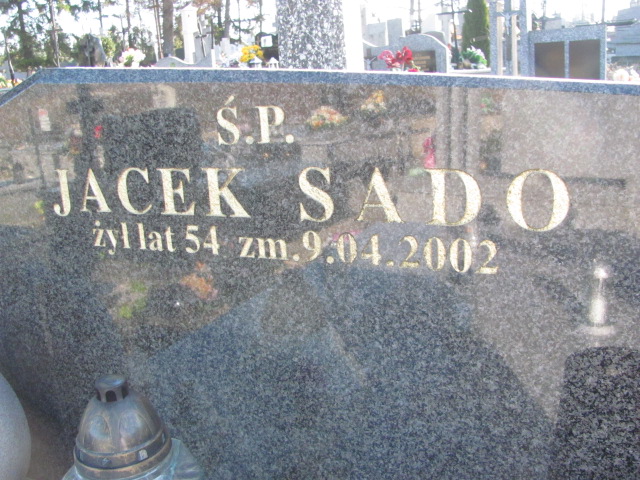 Ś.P.
JACEK SADO
żył lat 54 zm.9.04.2002